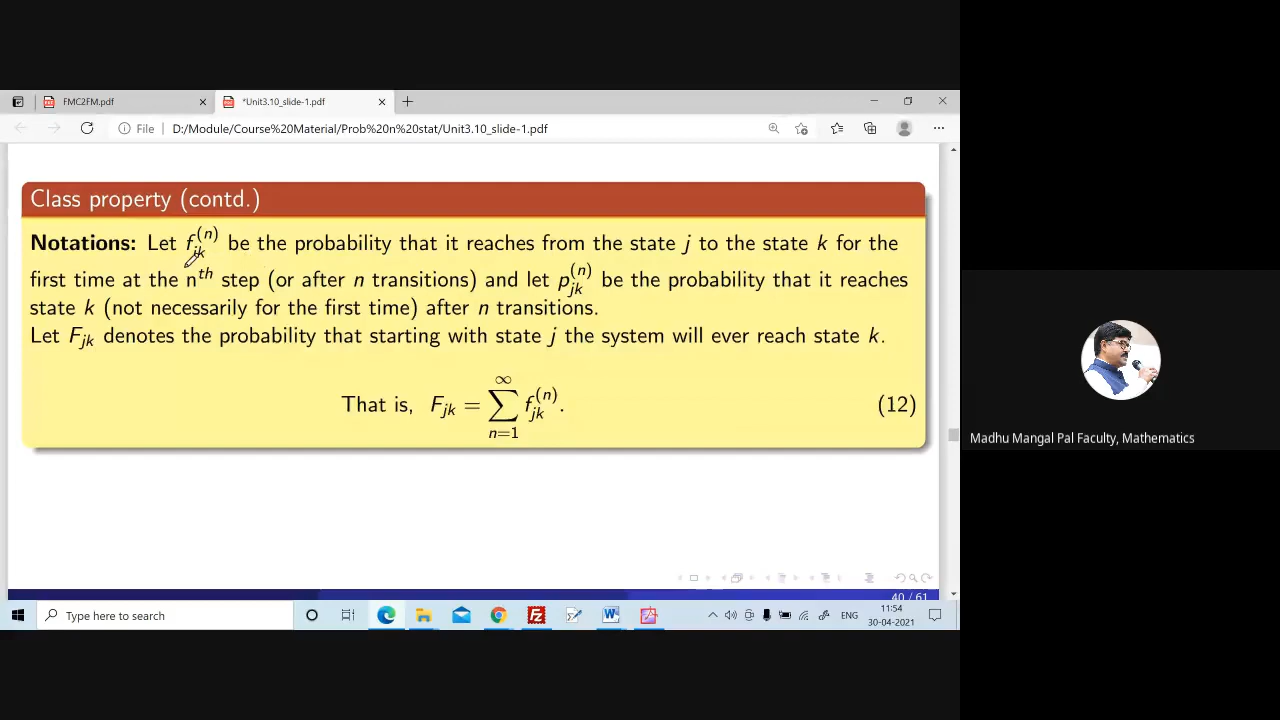 FMC2FM.pdf
*Unit3.10_slide-1.pdf
File D:/Module/Course%20Material/Prob%20n%20stat/Unit3.10_slide-1.pdf
Class property (contd.)
Notations: Let f_{jk}^{(n)} be the probability that it reaches from the state j to the state k for the
first time at the n^{th} step (or after n transitions) and let p_{jk}^{(n)} be the probability that it reaches
state k (not necessarily for the first time) after n transitions.
Let F_{jk} denotes the probability that starting with state j the system will ever reach state k.
That is, F_{jk} = \sum_{n=1}^{\infty} f_{jk}^{(n)}. (12)
Madhu Mangal Pal Faculty, Mathematics
40 / 61
Type here to search
ENG
11:54
30-04-2021